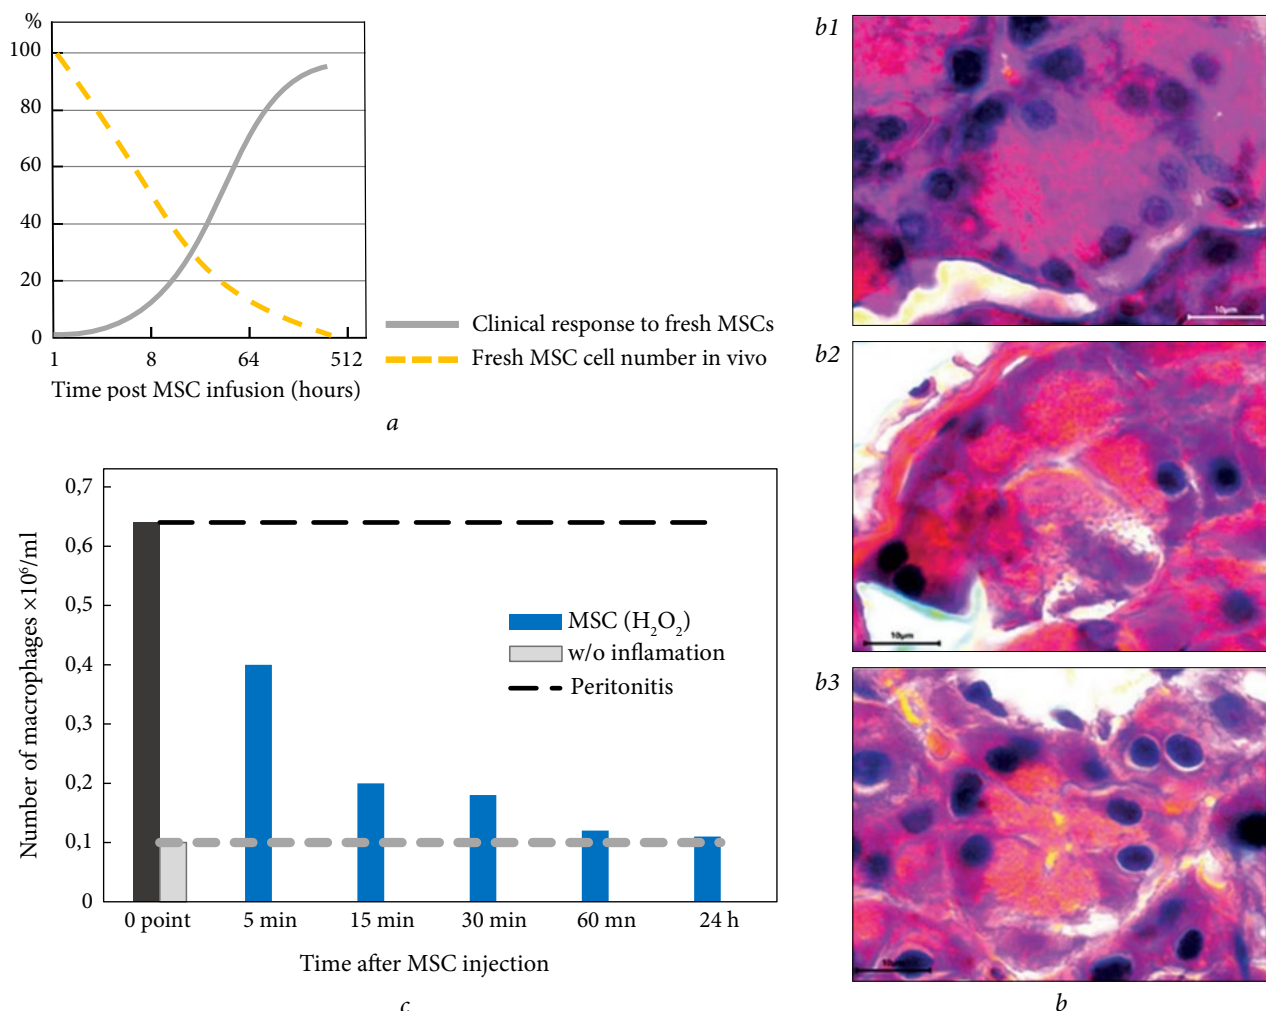 %
100
80
60
40
20
0
1 8 64 512
Time post MSC infusion (hours)
Clinical response to fresh MSCs
Fresh MSC cell number in vivo
a
b1
10µm
b2
10µm
b3
10µm
b
0,7
0,6
0,5
0,4
0,3
0,2
0,1
0
Number of macrophages ×10⁶/ml
MSC (H₂O₂)
w/o inflamation
Peritonitis
0 point 5 min 15 min 30 min 60 mn 24 h
Time after MSC injection
c